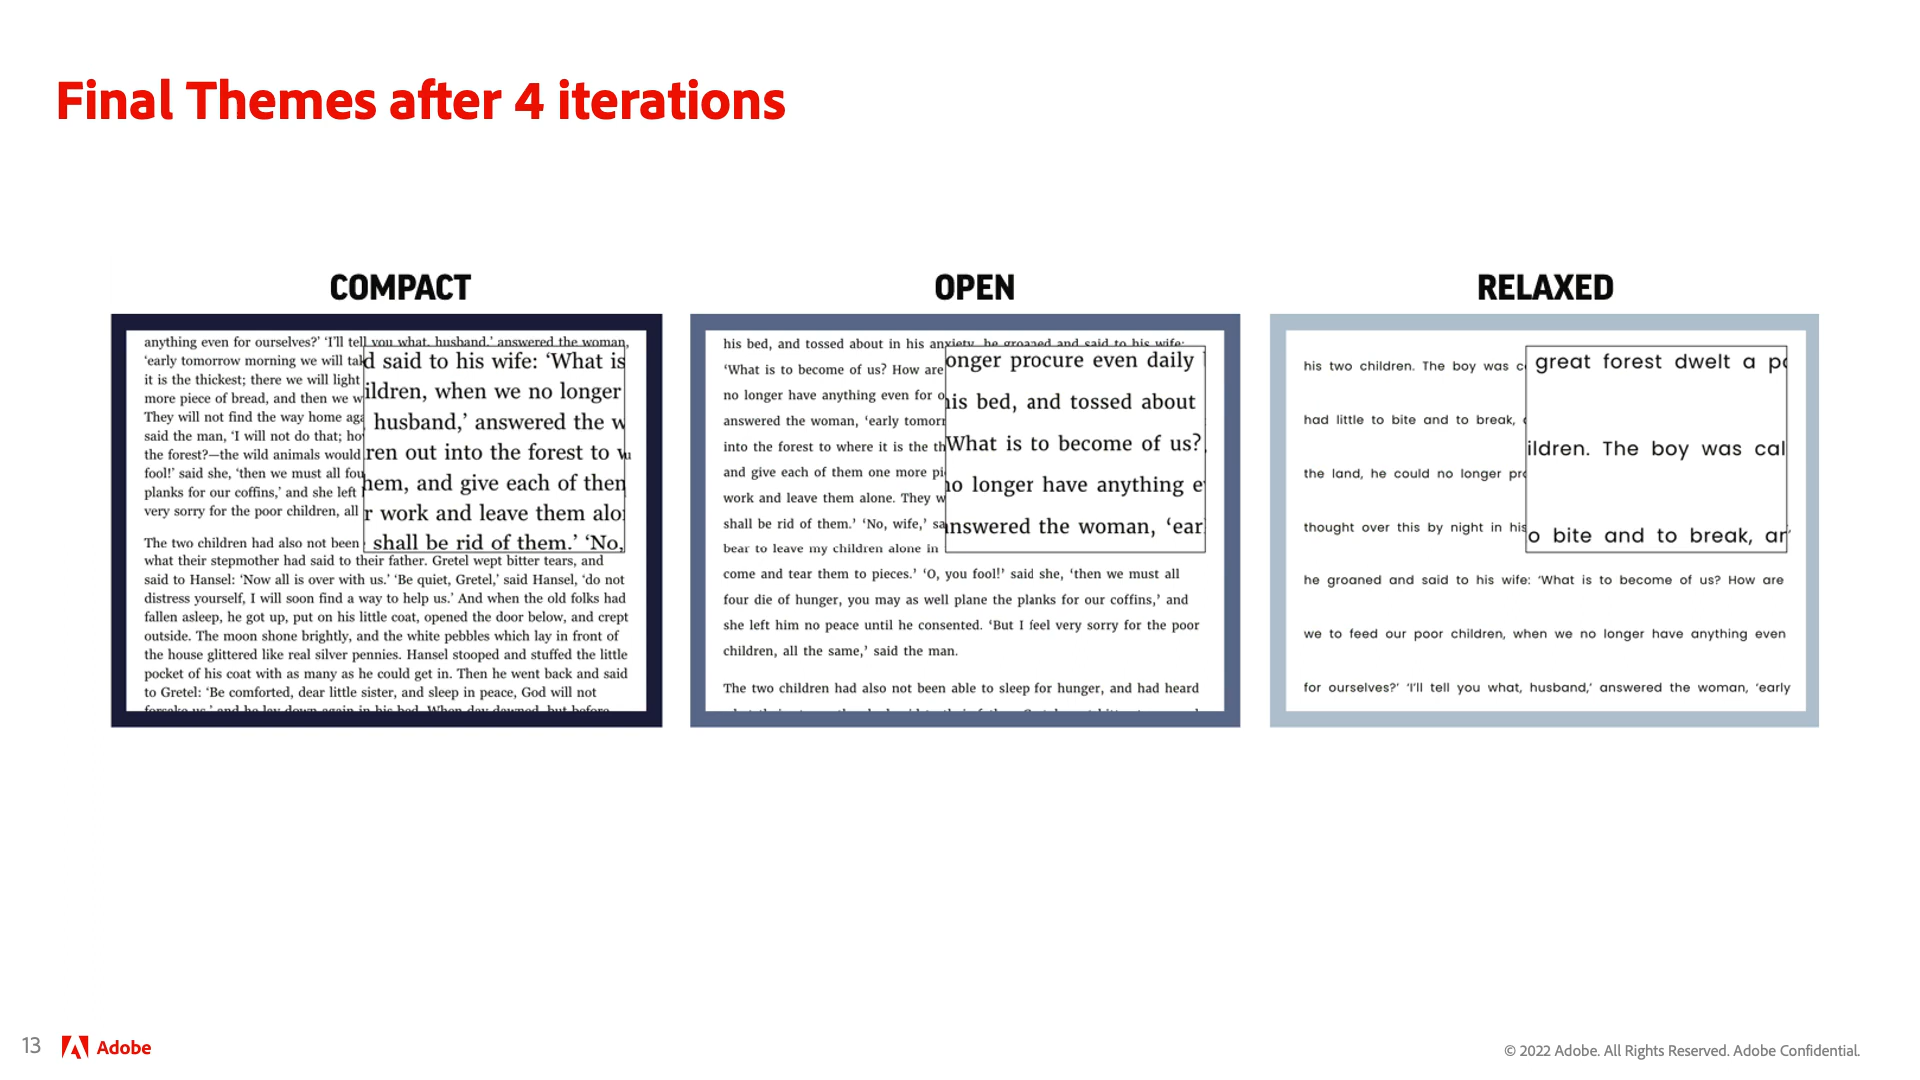 Final Themes after 4 iterations
COMPACT
anything even for ourselves?’ ‘I’ll tell you what, husband,’ answered the woman,
‘early tomorrow morning we will
it is the thickest; there we will light
more piece of bread, and then we
They will not find the way home
said the man, ‘I will not do that;
the forest?—the wild animals would
fool!’ said she, ‘then we must all
planks for our coffins,’ and she left
very sorry for the poor children, all
The two children had also not been
what their stepmother had said to their father. Gretel wept bitter tears, and
said to Hansel: ‘Now all is over with us.’ ‘Be quiet, Gretel,’ said Hansel, ‘do not
distress yourself, I will soon find a way to help us.’ And when the old folks had
fallen asleep, he got up, put on his little coat, opened the door below, and crept
outside. The moon shone brightly, and the white pebbles which lay in front of
the house glittered like real silver pennies. Hansel stooped and stuffed the little
pocket of his coat with as many as he could get in. Then he went back and said
to Gretel: ‘Be comforted, dear little sister, and sleep in peace, God will not
forsake us,’ and he lay down again in his bed. When day dawned, but before
d said to his wife: ‘What is
ildren, when we no longer
husband,’ answered the w
ren out into the forest to
hem, and give each of then
r work and leave them alo
shall be rid of them.’ ‘No,
OPEN
his bed, and tossed about in his anxiety, he groaned and said to his wife:
‘What is to become of us? How are
no longer have anything even for
answered the woman, ‘early
into the forest to where it is the
and give each of them one more
work and leave them alone. They
shall be rid of them.’ ‘No, wife,’
bear to leave my children alone in
come and tear them to pieces.’ ‘O, you fool!’ said she, ‘then we must all
four die of hunger, you may as well plane the planks for our coffins,’ and
she left him no peace until he consented. ‘But I feel very sorry for the poor
children, all the same,’ said the man.
The two children had also not been able to sleep for hunger, and had heard
onger procure even daily
his bed, and tossed about
What is to become of us?
no longer have anything e
answered the woman, ‘ear
RELAXED
his two children. The boy was
had little to bite and to break,
the land, he could no longer
thought over this by night in his
he groaned and said to his wife: ‘What is to become of us? How are
we to feed our poor children, when we no longer have anything even
for ourselves?’ ‘I’ll tell you what, husband,’ answered the woman, ‘early
great forest dwelt a
ildren. The boy was cal
o bite and to break, ar
13
Adobe
© 2022 Adobe. All Rights Reserved. Adobe Confidential.